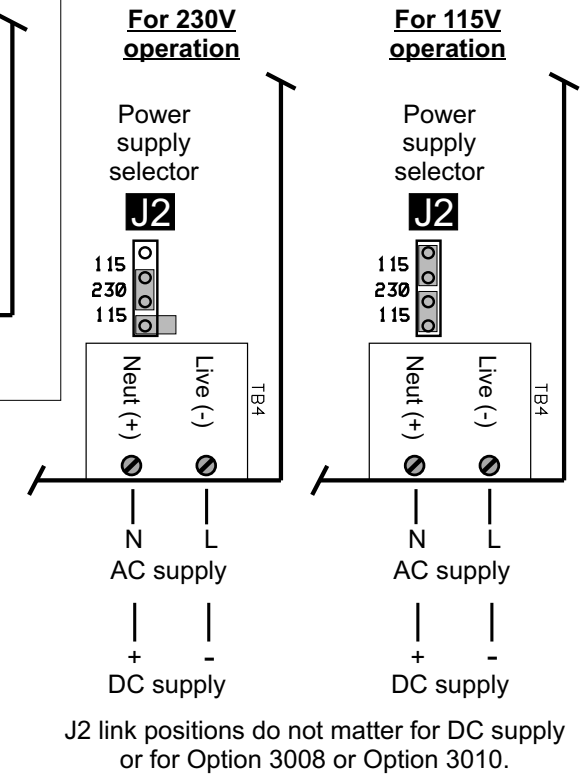 For 230V
operation
Power
supply
selector
J2
115
230
115
Neut (+)
Live (-)
TB4
N
L
AC supply
+
-
DC supply
For 115V
operation
Power
supply
selector
J2
115
230
115
Neut (+)
Live (-)
TB4
N
L
AC supply
+
-
DC supply
J2 link positions do not matter for DC supply
or for Option 3008 or Option 3010.